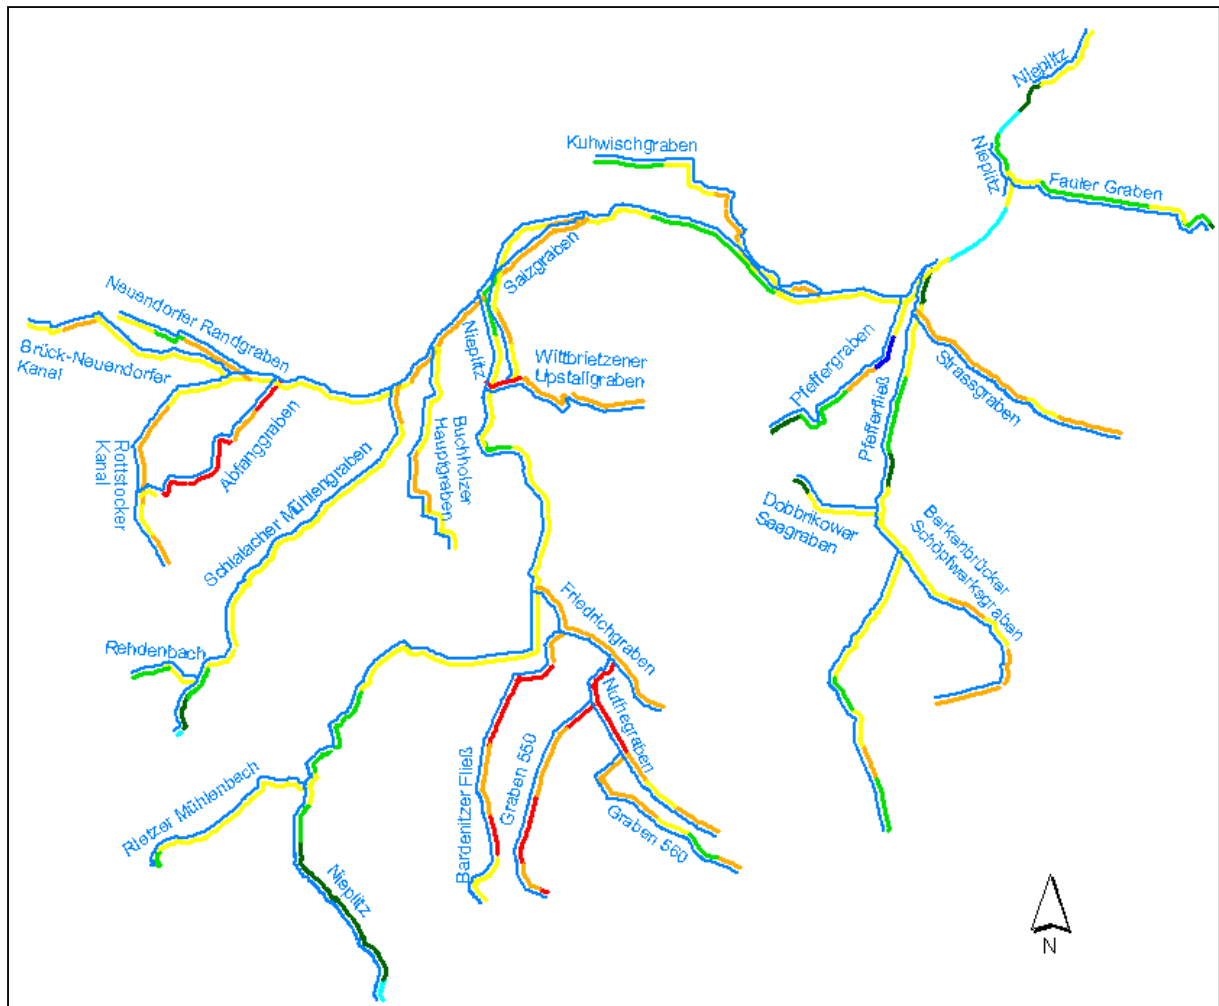 Nieplitz
Kuhwischgraben
Nieplitz
Fauler Graben
Salzgraben
Neuendorfer Randgraben
Brück-Neuendorfer
Kanal
Nieplitz
Wittbrietzener
Upstallgraben
Pfeffergraben
Strassgraben
Pfefferfließ
Rottstocker
Kanal
Abfanggraben
Buchholzer
Hauptgraben
Schlalacher Mühlengraben
Dobbrikower
Seegraben
Berkenbrücker
Schöpfwerksgraben
Friedrichgraben
Rehdenbach
Nuthegraben
Graben 550
Bardenitzer Fließ
Rietzer Mühlenbach
Graben 560
Nieplitz
N